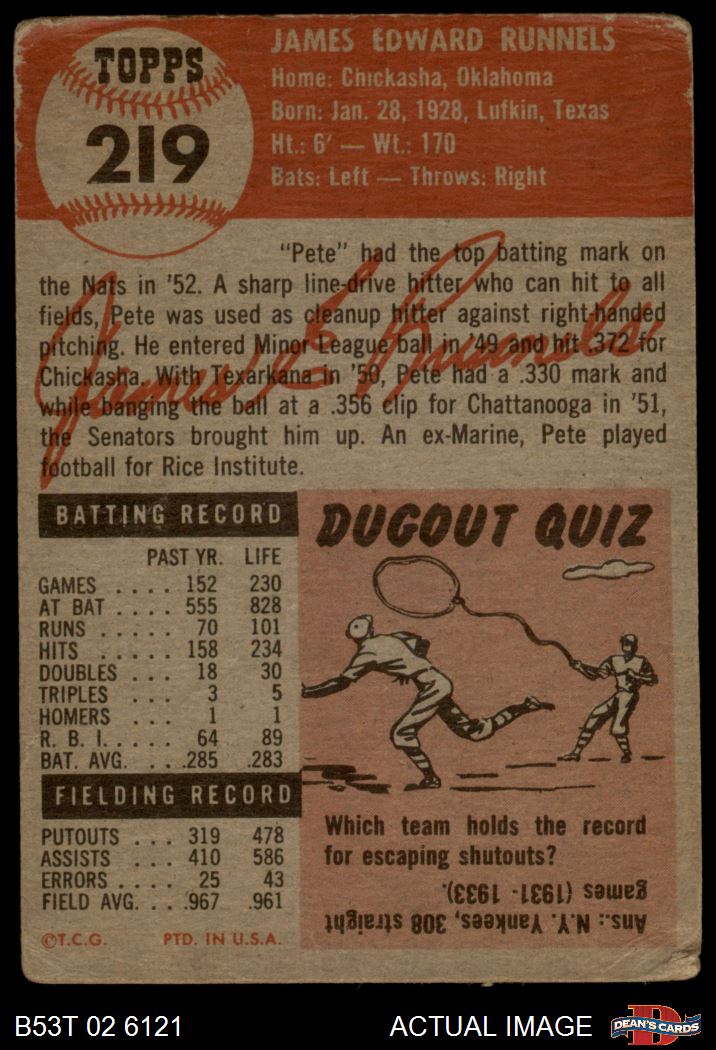 TOPPS
219
JAMES EDWARD RUNNELS
Home: Chickasha, Oklahoma
Born: Jan. 28, 1928, Lufkin, Texas
Ht.: 6' — Wt.: 170
Bats: Left — Throws: Right
"Pete" had the top batting mark on
the Nats in '52. A sharp line-drive hitter who can hit to all
fields, Pete was used as cleanup hitter against right-handed
pitching. He entered Minor League ball in '49 and hit .372 for
Chickasha. With Texarkana in '50, Pete had a .330 mark and
while banging the ball at a .356 clip for Chattanooga in '51,
the Senators brought him up. An ex-Marine, Pete played
football for Rice Institute.
James E Runnels
BATTING RECORD
PAST YR. LIFE
GAMES .... 152 230
AT BAT .... 555 828
RUNS ..... 70 101
HITS ..... 158 234
DOUBLES ... 18 30
TRIPLES ... 3 5
HOMERS ... 1 1
R. B. I. .... 64 89
BAT. AVG. ... .285 .283
FIELDING RECORD
PUTOUTS ... 319 478
ASSISTS ... 410 586
ERRORS .... 25 43
FIELD AVG. ... .967 .961
©T.C.G. PTD. IN U.S.A.
DUGOUT QUIZ
Which team holds the record
for escaping shutouts?
Ans.: N.Y. Yankees, 308 straight
games (1931 - 1933).
B53T 02 6121 ACTUAL IMAGE
B
DEAN'S CARDS